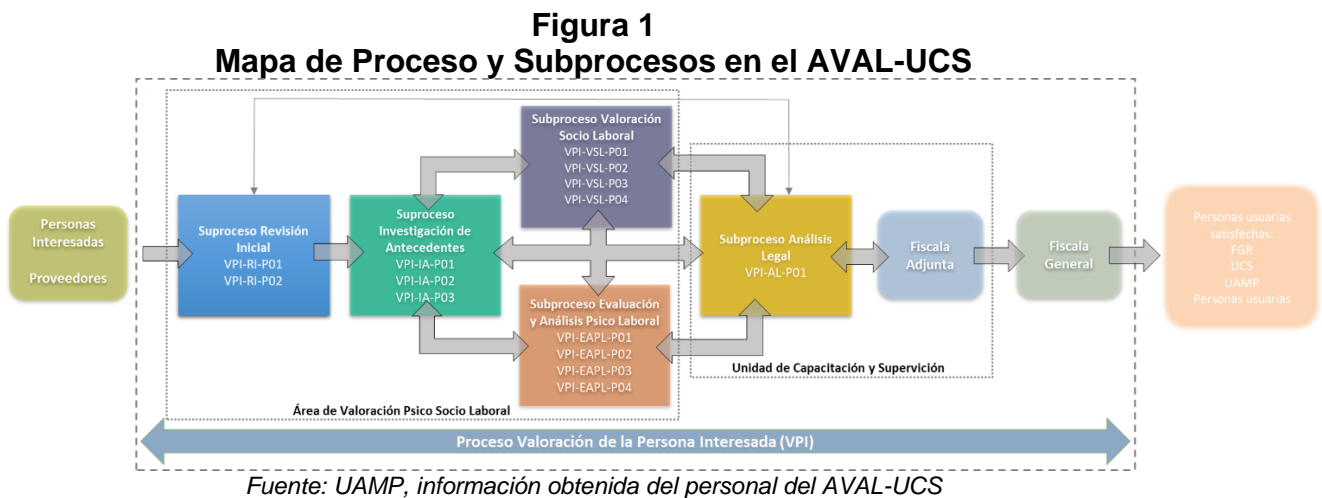 Figura 1
Mapa de Proceso y Subprocesos en el AVAL-UCS
Personas
Interesadas
Proveedores
Suproceso Revisión
Inicial
VPI-RI-P01
VPI-RI-P02
Suproceso
Investigación de
Antecedentes
VPI-IA-P01
VPI-IA-P02
VPI-IA-P03
Subproceso Valoración
Socio Laboral
VPI-VSL-P01
VPI-VSL-P02
VPI-VSL-P03
VPI-VSL-P04
Subproceso Evaluación
y Análisis Psico Laboral
VPI-EAPL-P01
VPI-EAPL-P02
VPI-EAPL-P03
VPI-EAPL-P04
Subproceso Análisis
Legal
VPI-AL-P01
Fiscala
Adjunta
Fiscala
General
Personas usuarias
satisfechas:
FGR
UCS
UAMP
Personas usuarias
Unidad de Capacitación y Supervición
Área de Valoración Psico Socio Laboral
Proceso Valoración de la Persona Interesada (VPI)
Fuente: UAMP, información obtenida del personal del AVAL-UCS